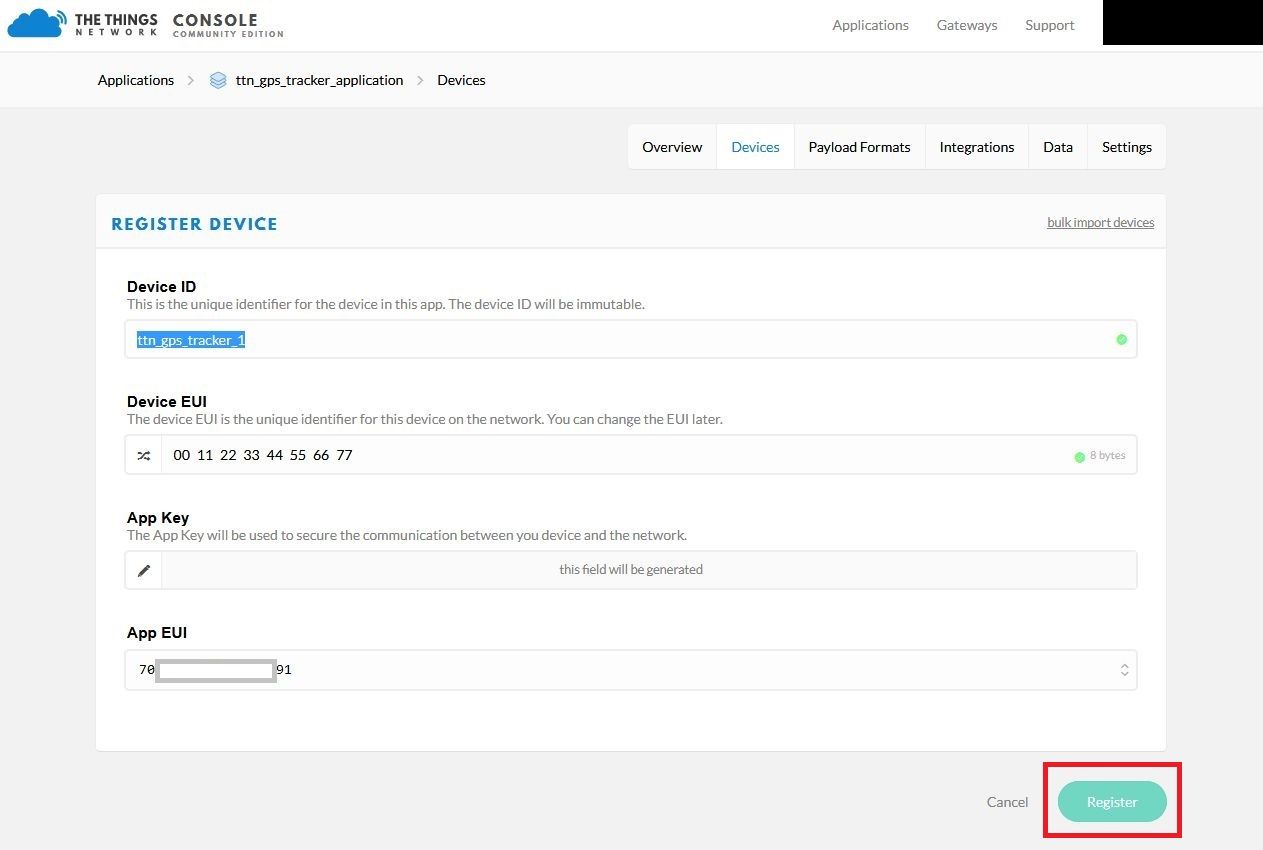 THE THINGS NETWORK CONSOLE COMMUNITY EDITION
Applications Gateways Support
Applications ttn_gps_tracker_application Devices
Overview Devices Payload Formats Integrations Data Settings
REGISTER DEVICE bulk import devices
Device ID
This is the unique identifier for the device in this app. The device ID will be immutable.
ttn_gps_tracker_1
Device EUI
The device EUI is the unique identifier for this device on the network. You can change the EUI later.
00 11 22 33 44 55 66 77 8 bytes
App Key
The App Key will be used to secure the communication between you device and the network.
this field will be generated
App EUI
70 91
Cancel Register